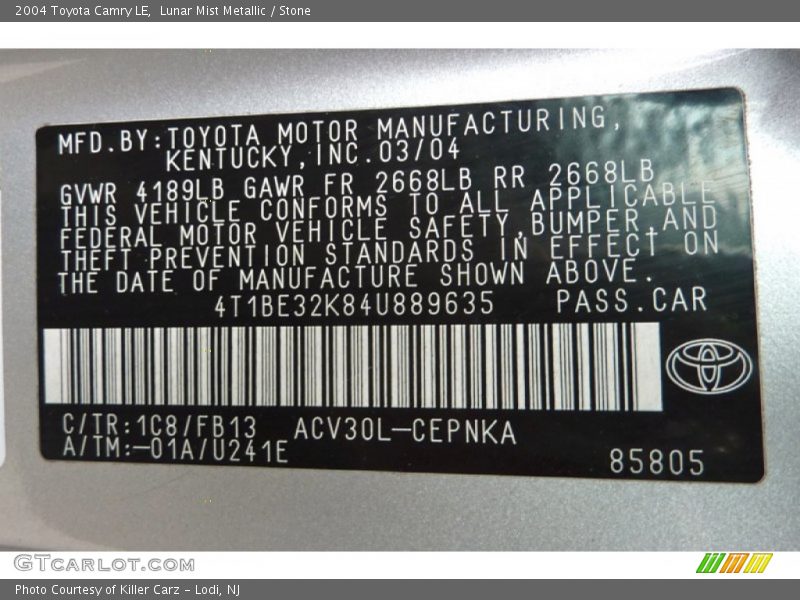 2004 Toyota Camry LE,  Lunar Mist Metallic / Stone
MFD.BY:TOYOTA MOTOR MANUFACTURING,
KENTUCKY,INC.03/04
GVWR 4189LB GAWR FR 2668LB RR 2668LB
THIS VEHICLE CONFORMS TO ALL APPLICABLE
FEDERAL MOTOR VEHICLE SAFETY,BUMPER,AND
THEFT PREVENTION STANDARDS IN EFFECT ON
THE DATE OF MANUFACTURE SHOWN ABOVE.
4T1BE32K84U889635 PASS.CAR
C/TR:1C8/FB13 ACV30L-CEPNKA
A/TM:-01A/U241E
85805
GTCARLOT.COM
Photo Courtesy of Killer Carz - Lodi, NJ